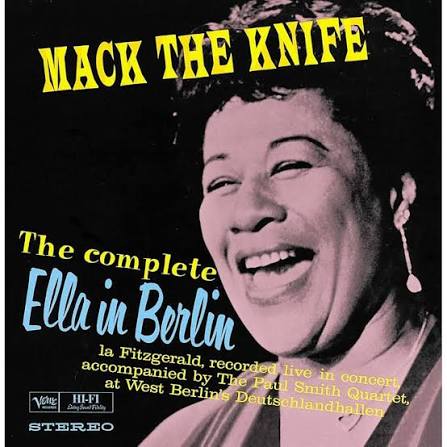 MACK THE KNIFE
The complete
Ella in Berlin
la Fitzgerald, recorded live in concert,
accompanied by The Paul Smith Quartet,
at West Berlin's Deutschlandhallen
Verve RECORDS
HI-FI
STEREO